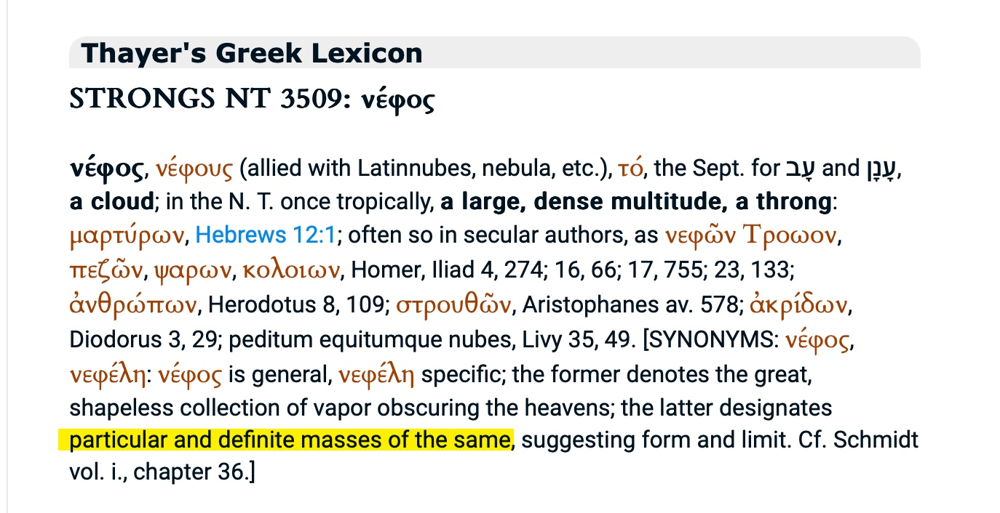 Thayer's Greek Lexicon
STRONGS NT 3509: νέφος
νέφος, νέφους (allied with Latinnubes, nebula, etc.), τό, the Sept. for עָב and עָנָן,
a cloud; in the N. T. once tropically, a large, dense multitude, a throng:
μαρτύρων, Hebrews 12:1; often so in secular authors, as νεφῶν Τρωον,
πεζῶν, ψαρων, κολοιων, Homer, Iliad 4, 274; 16, 66; 17, 755; 23, 133;
ἀνθρώπων, Herodotus 8, 109; στρουθῶν, Aristophanes av. 578; ἀκρίδων,
Diodorus 3, 29; peditum equitumque nubes, Livy 35, 49. [SYNONYMS: νέφος,
νεφέλη: νέφος is general, νεφέλη specific; the former denotes the great,
shapeless collection of vapor obscuring the heavens; the latter designates
particular and definite masses of the same, suggesting form and limit. Cf. Schmidt
vol. i., chapter 36.]